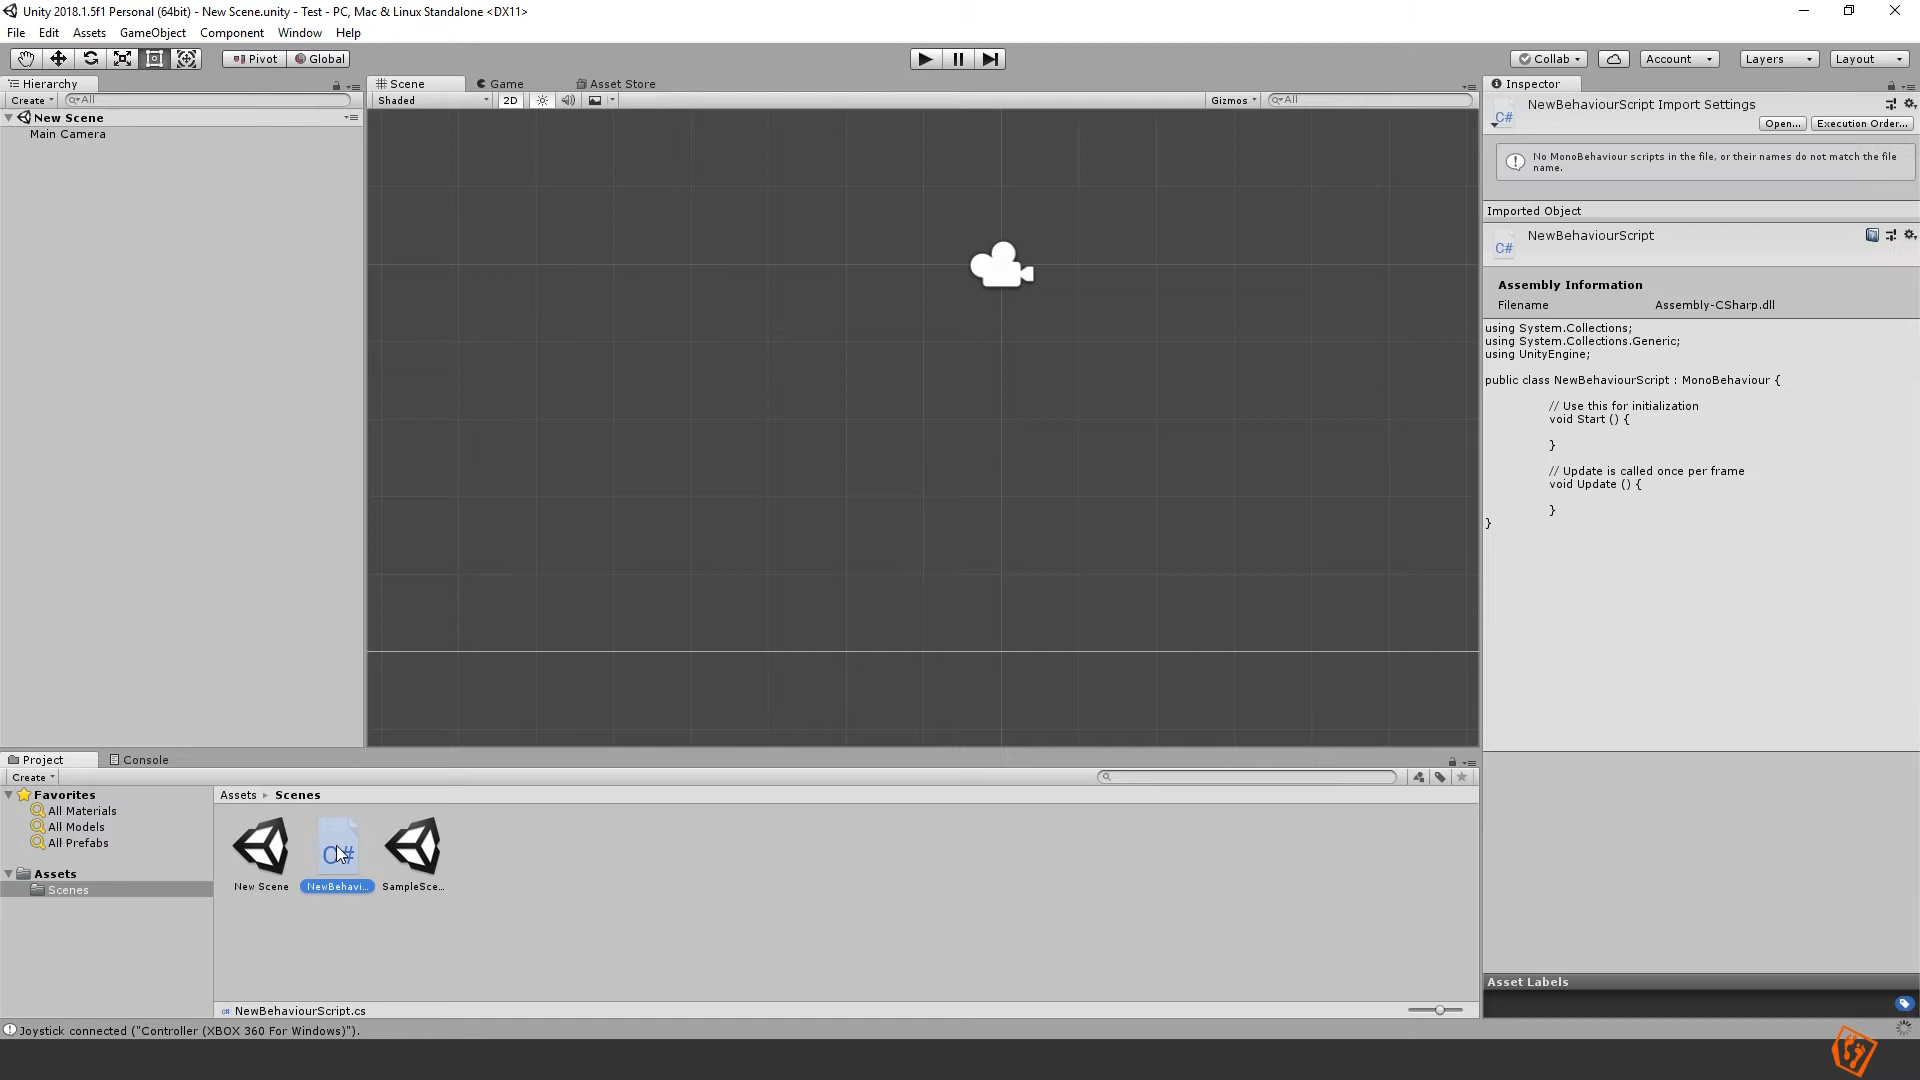 Unity 2018.1.5f1 Personal (64bit) - New Scene.unity - Test - PC, Mac & Linux Standalone <DX11>
File Edit Assets GameObject Component Window Help
Pivot Global Collab Account Layers Layout
Hierarchy
Create All
New Scene
Main Camera
Scene Game Asset Store
Shaded 2D Gizmos All
Inspector
NewBehaviourScript Import Settings
C#
Open... Execution Order...
No MonoBehaviour scripts in the file, or their names do not match the file
name.
Imported Object
NewBehaviourScript
C#
Assembly Information
Filename Assembly-CSharp.dll
using System.Collections;
using System.Collections.Generic;
using UnityEngine;
public class NewBehaviourScript : MonoBehaviour {
// Use this for initialization
void Start () {
}
// Update is called once per frame
void Update () {
}
}
Project Console
Create
Favorites
All Materials
All Models
All Prefabs
Assets
Scenes
Assets Scenes
C#
New Scene NewBehavi... SampleSce...
NewBehaviourScript.cs
Asset Labels
Joystick connected ("Controller (XBOX 360 For Windows)").